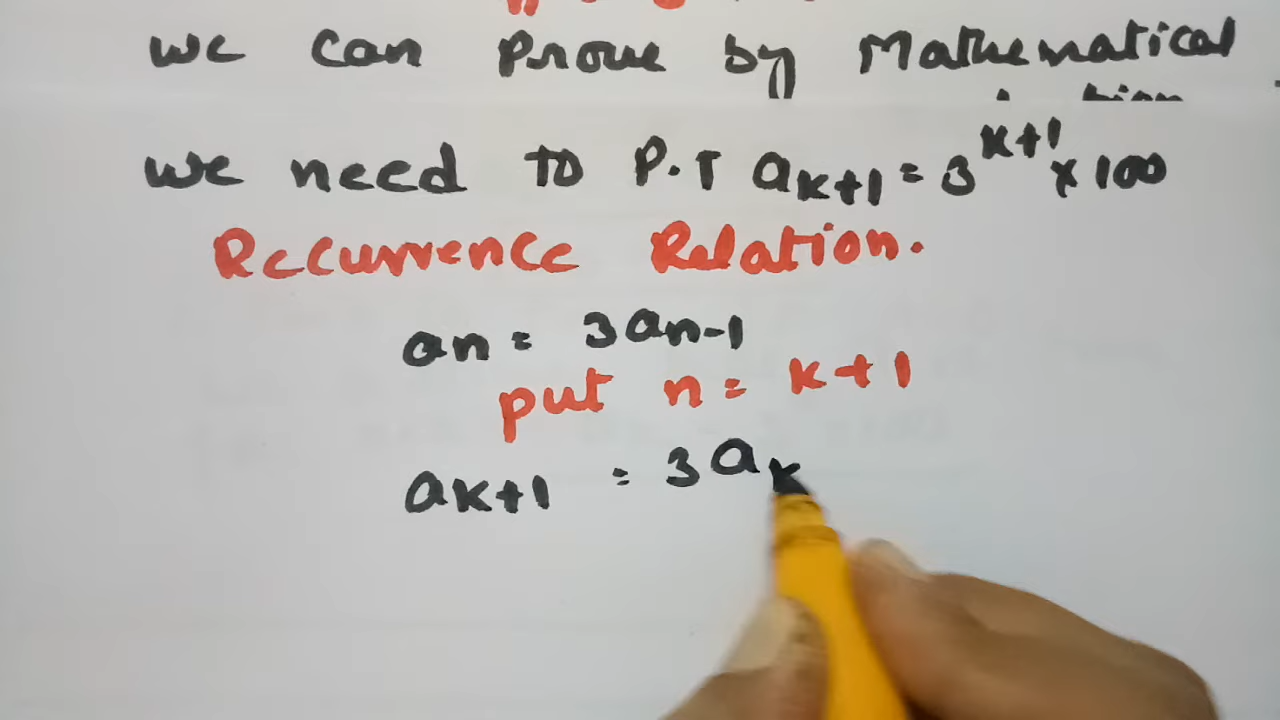 we can prove by Mathematical
we need to P.T ak+1 = 3^k+1 x 100
Recurrence Relation.
an = 3an-1
put n = k+1
ak+1 = 3ak